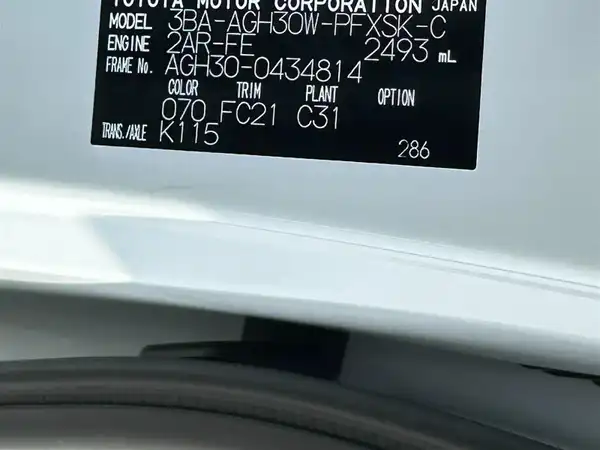 TOYOTA MOTOR CORPORATION JAPAN
MODEL 3BA-AGH30W-PFXSK-C
ENGINE 2AR-FE 2493 mL
FRAME No. AGH30-0434814
COLOR TRIM PLANT OPTION
070 FC21 C31
TRANS./AXLE K115
286